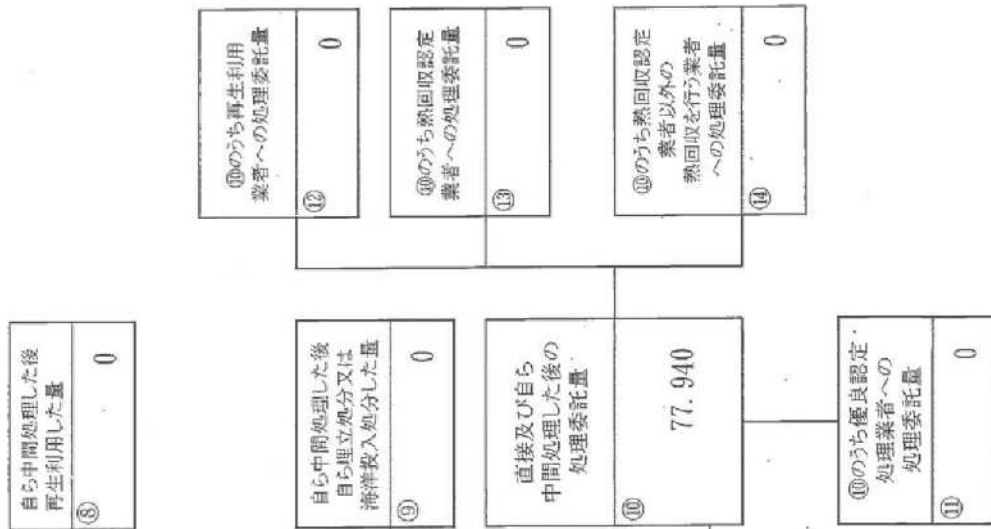 自ら中間処理した後
再生利用した量
⑧
0
自ら中間処理した後
自ら埋立処分又は
海洋投入処分した量
⑨
0
直接及び自ら
中間処理した後の
処理委託量
⑩
77.940
⑩のうち優良認定
処理業者への
処理委託量
⑪
0
⑩のうち再生利用
業者への処理委託量
⑫
0
⑩のうち熱回収認定
業者への処理委託量
⑬
0
⑩のうち熱回収認定
業者以外の
熱回収を行う業者
への処理委託量
⑭
0